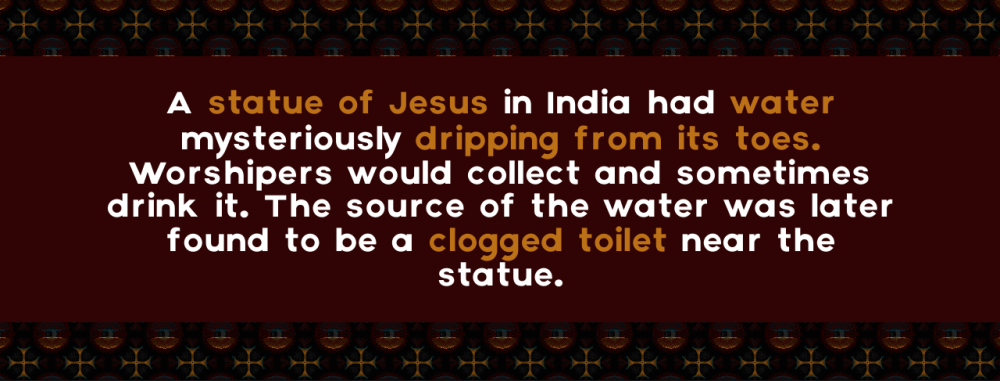 A statue of Jesus in India had water
mysteriously dripping from its toes.
Worshipers would collect and sometimes
drink it. The source of the water was later
found to be a clogged toilet near the
statue.